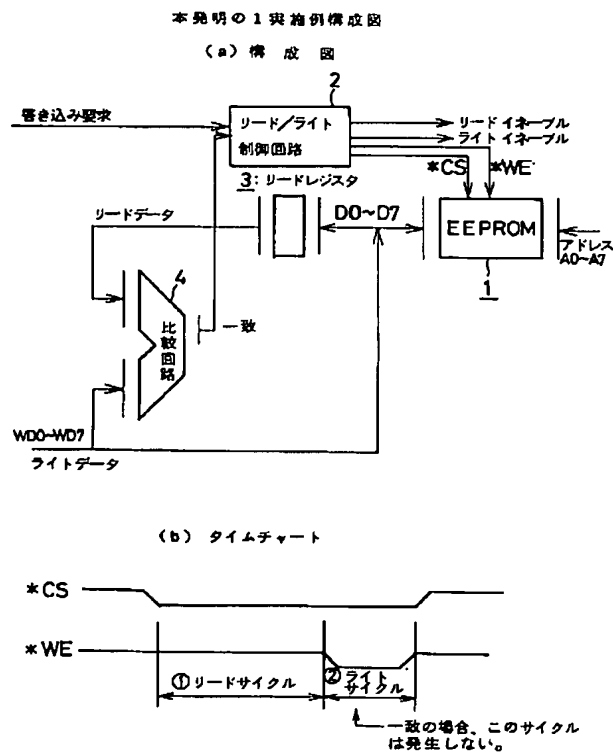 本発明の1実施例構成図
(a) 構成図
書き込み要求
2
リード/ライト
制御回路
リード イネーブル
ライト イネーブル
*CS
*WE
3:リードレジスタ
リードデータ
D0~D7
EEPROM
1
アドレス
A0~A7
4
比較回路
一致
WD0~WD7
ライトデータ
(b) タイムチャート
*CS
*WE
①リードサイクル
②ライト
サイクル
一致の場合、このサイクル
は発生しない。